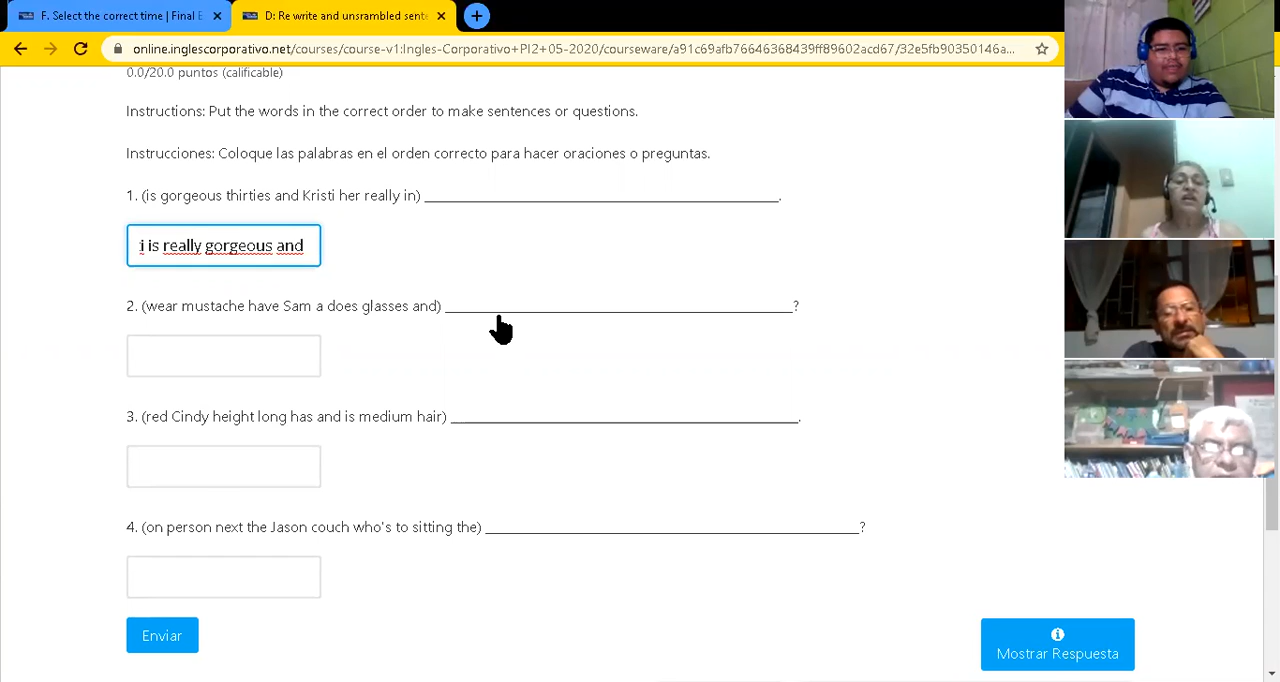 F. Select the correct time | Final E
D: Re write and unsrambled sente
online.inglescorporativo.net/courses/course-v1:Ingles-Corporativo+PI2+05-2020/courseware/a91c69afb76646368439ff89602acd67/32e5fb90350146a...
0.0/20.0 puntos (calificable)
Instructions: Put the words in the correct order to make sentences or questions.
Instrucciones: Coloque las palabras en el orden correcto para hacer oraciones o preguntas.
1. (is gorgeous thirties and Kristi her really in) ______________________________________.
i is really gorgeous and
2. (wear mustache have Sam a does glasses and) ______________________________________?
3. (red Cindy height long has and is medium hair) ______________________________________.
4. (on person next the Jason couch who's to sitting the) _________________________________________?
Enviar
Mostrar Respuesta